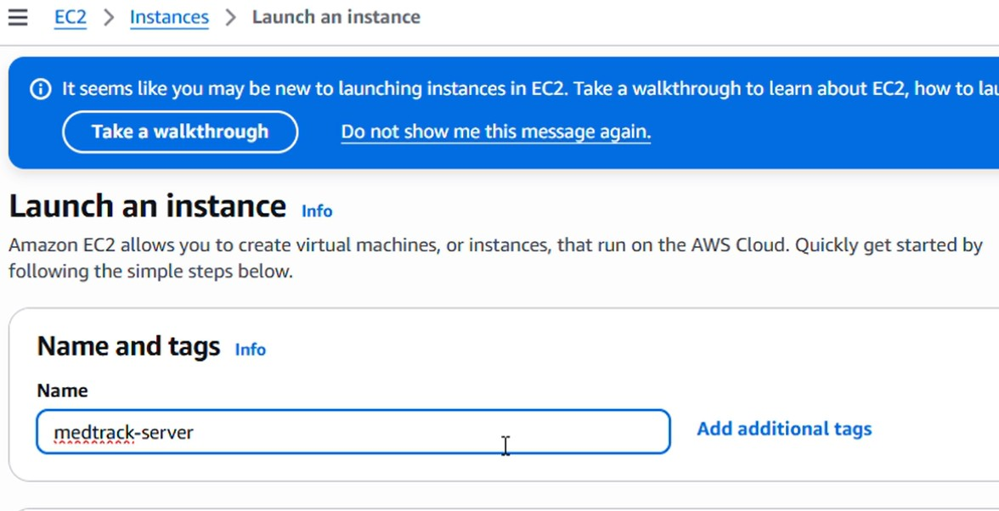 EC2 > Instances > Launch an instance
It seems like you may be new to launching instances in EC2. Take a walkthrough to learn about EC2, how to
Take a walkthrough Do not show me this message again.
Launch an instance Info
Amazon EC2 allows you to create virtual machines, or instances, that run on the AWS Cloud. Quickly get started by
following the simple steps below.
Name and tags Info
Name
medtrack-server Add additional tags